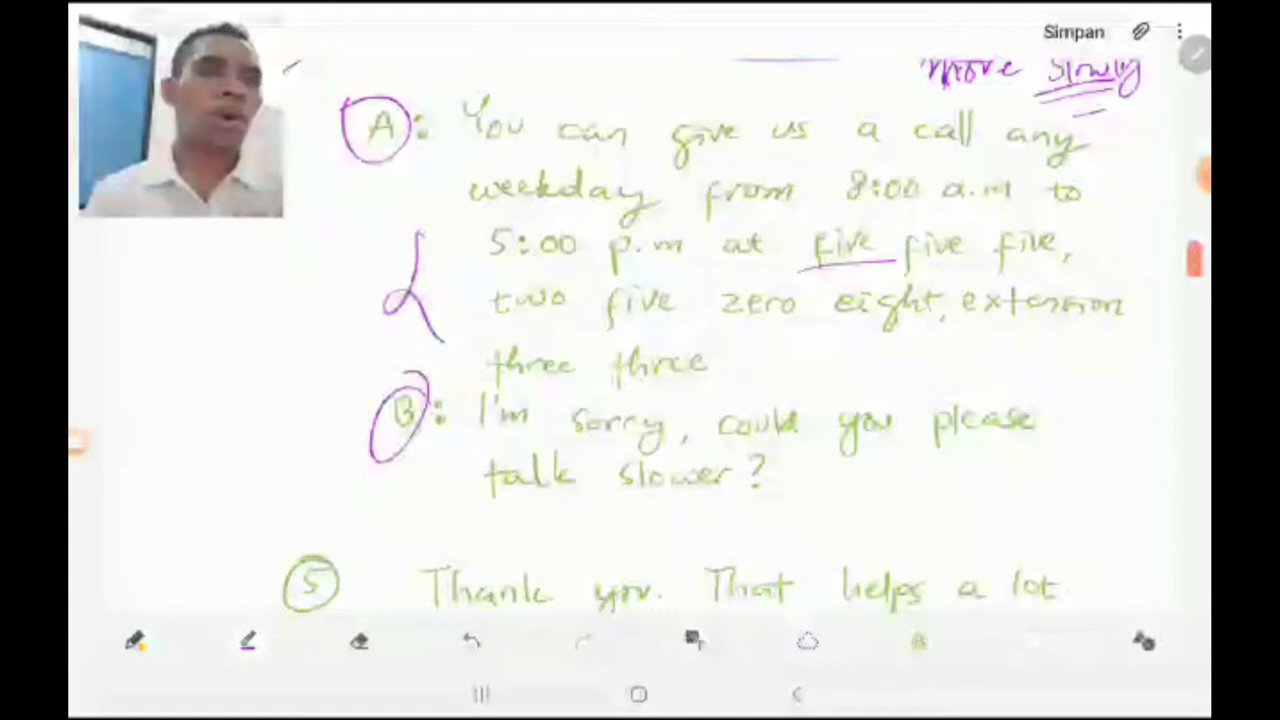 Simpan
more slowly
A: You can give us a call any
weekday from 8:00 a.m to
5:00 p.m at five five five,
two five zero eight, extension
three three
B: I'm sorry, could you please
talk slower?
5 Thank you. That helps a lot